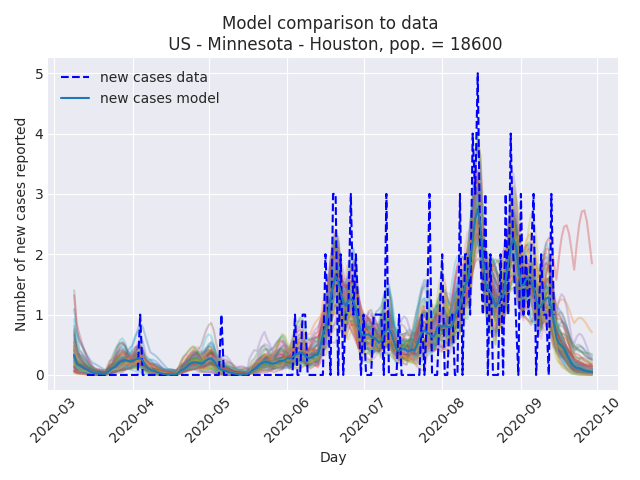 Model comparison to data
US - Minnesota - Houston, pop. = 18600
new cases data
new cases model
Number of new cases reported
5
4
3
2
1
0
2020-03
2020-04
2020-05
2020-06
2020-07
2020-08
2020-09
2020-10
Day